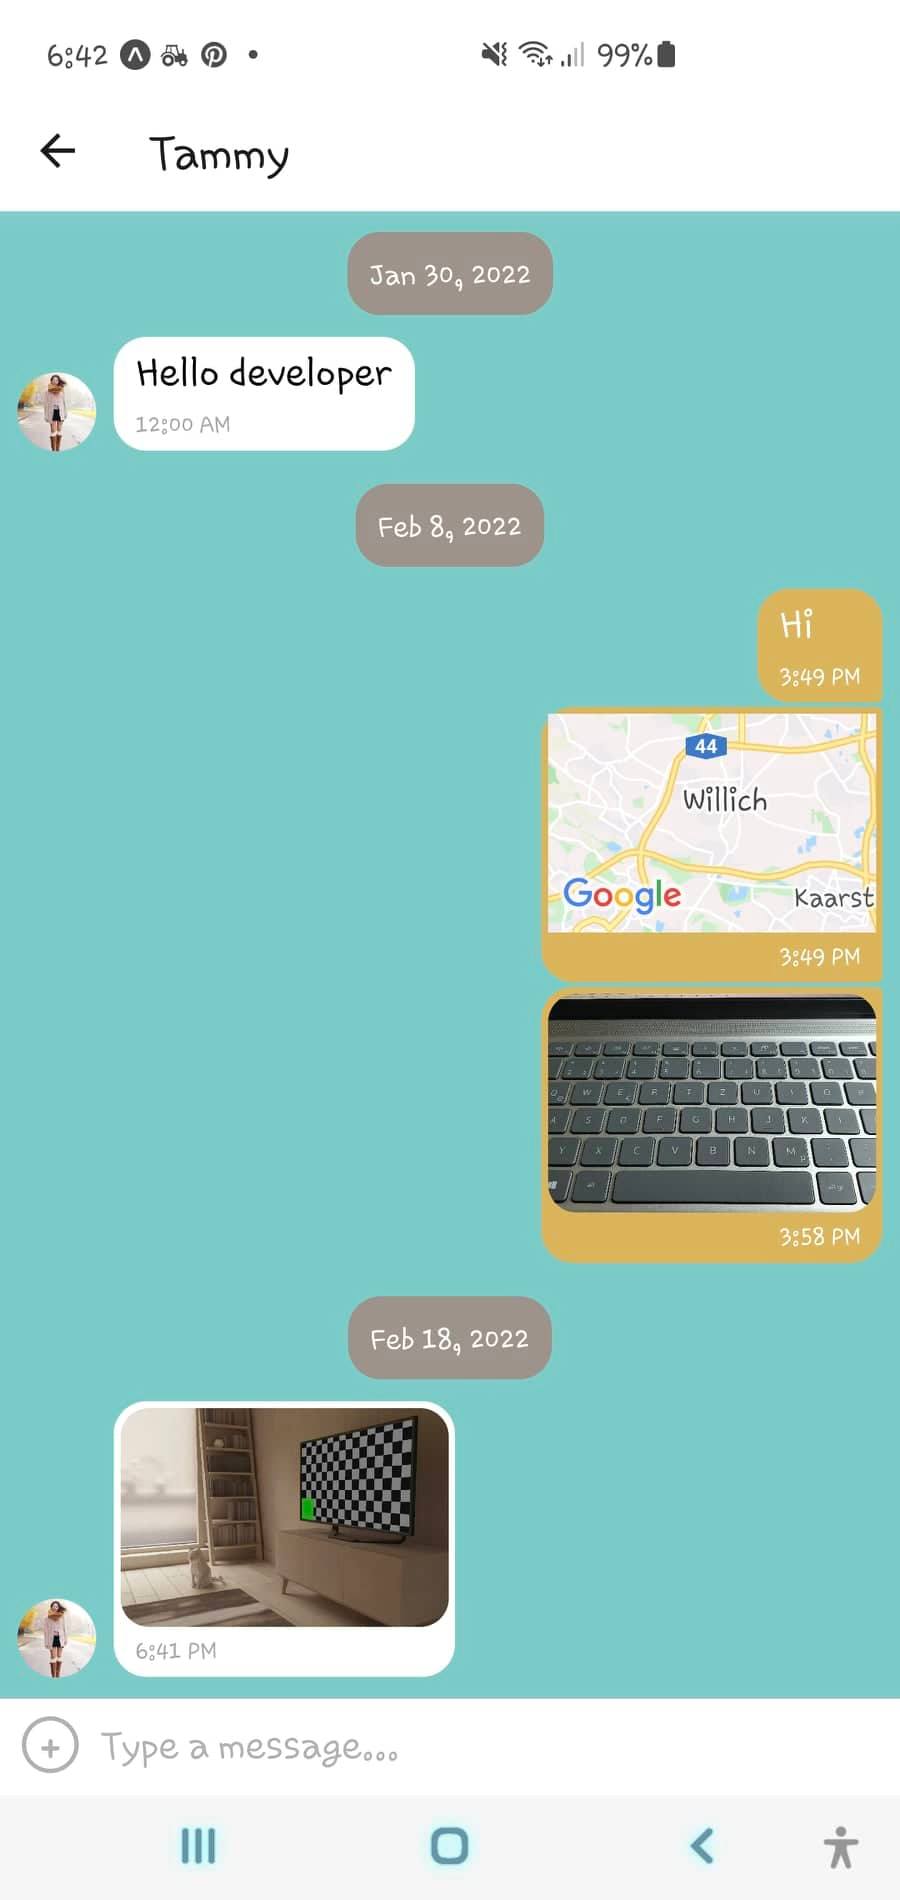 6:42
99%
Tammy
Jan 30, 2022
Hello developer
12:00 AM
Feb 8, 2022
Hi
3:49 PM
44
Willich
Google
Kaarst
3:49 PM
W E R T Z U I O P
A S D F G H J K
Y X C V B N M
3:58 PM
Feb 18, 2022
6:41 PM
Type a message...